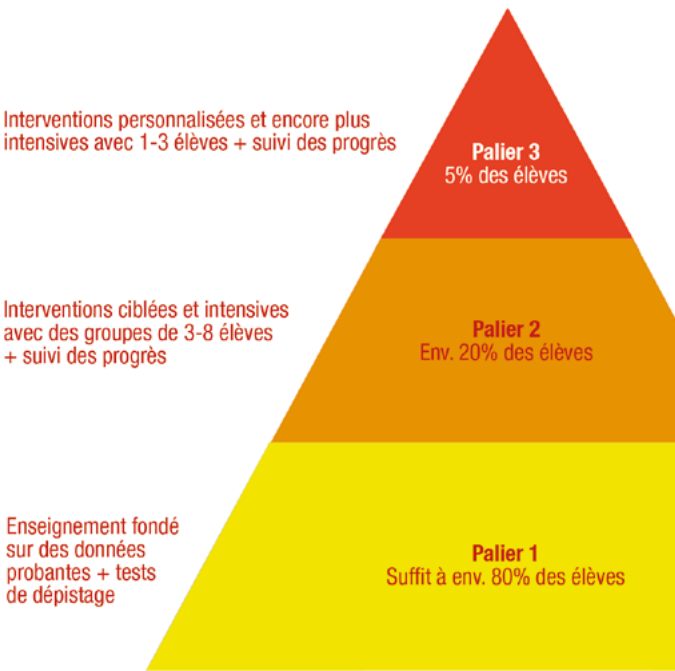 Interventions personnalisées et encore plus
intensives avec 1-3 élèves + suivi des progrès
Palier 3
5% des élèves
Interventions ciblées et intensives
avec des groupes de 3-8 élèves
+ suivi des progrès
Palier 2
Env. 20% des élèves
Enseignement fondé
sur des données
probantes + tests
de dépistage
Palier 1
Suffit à env. 80% des élèves